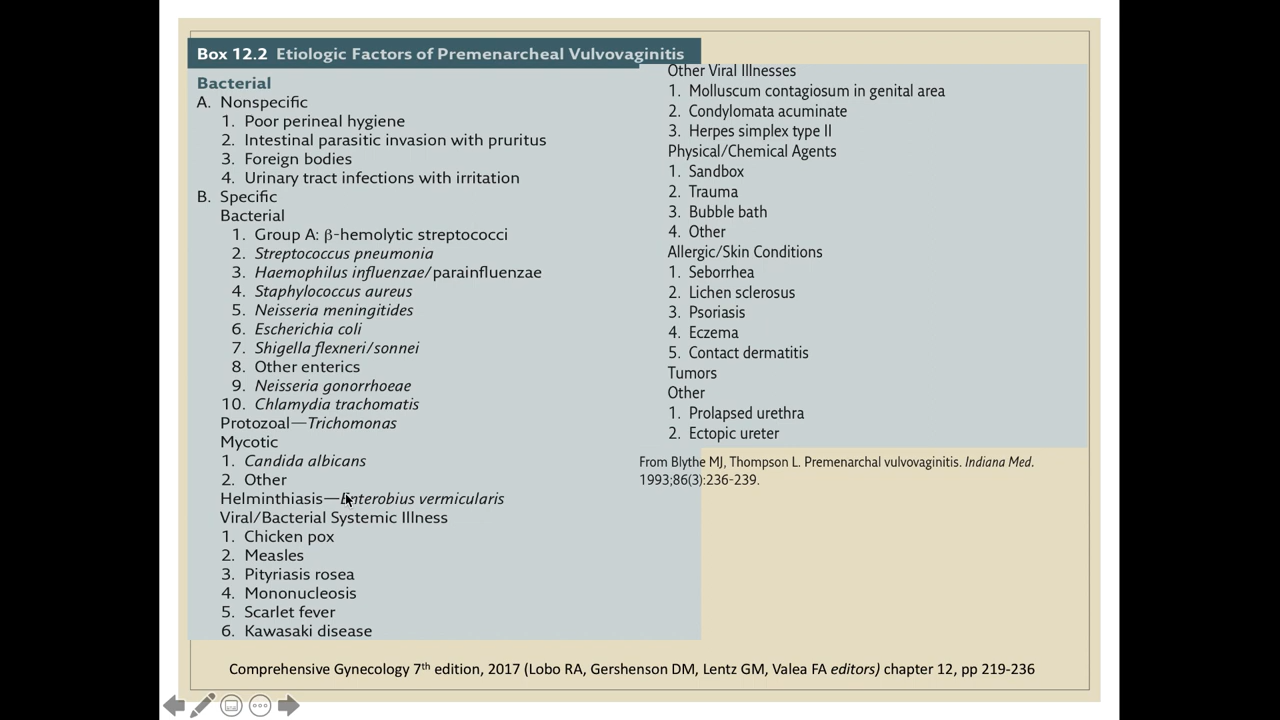 Box 12.2 Etiologic Factors of Premenarcheal Vulvovaginitis
Bacterial
A. Nonspecific
1. Poor perineal hygiene
2. Intestinal parasitic invasion with pruritus
3. Foreign bodies
4. Urinary tract infections with irritation
B. Specific
Bacterial
1. Group A: β-hemolytic streptococci
2. Streptococcus pneumonia
3. Haemophilus influenzae/parainfluenzae
4. Staphylococcus aureus
5. Neisseria meningitides
6. Escherichia coli
7. Shigella flexneri/sonnei
8. Other enterics
9. Neisseria gonorrhoeae
10. Chlamydia trachomatis
Protozoal—Trichomonas
Mycotic
1. Candida albicans
2. Other
Helminthiasis—Enterobius vermicularis
Viral/Bacterial Systemic Illness
1. Chicken pox
2. Measles
3. Pityriasis rosea
4. Mononucleosis
5. Scarlet fever
6. Kawasaki disease
Other Viral Illnesses
1. Molluscum contagiosum in genital area
2. Condylomata acuminate
3. Herpes simplex type II
Physical/Chemical Agents
1. Sandbox
2. Trauma
3. Bubble bath
4. Other
Allergic/Skin Conditions
1. Seborrhea
2. Lichen sclerosus
3. Psoriasis
4. Eczema
5. Contact dermatitis
Tumors
Other
1. Prolapsed urethra
2. Ectopic ureter
From Blythe MJ, Thompson L. Premenarchal vulvovaginitis. Indiana Med.
1993;86(3):236-239.
Comprehensive Gynecology 7th edition, 2017 (Lobo RA, Gershenson DM, Lentz GM, Valea FA editors) chapter 12, pp 219-236